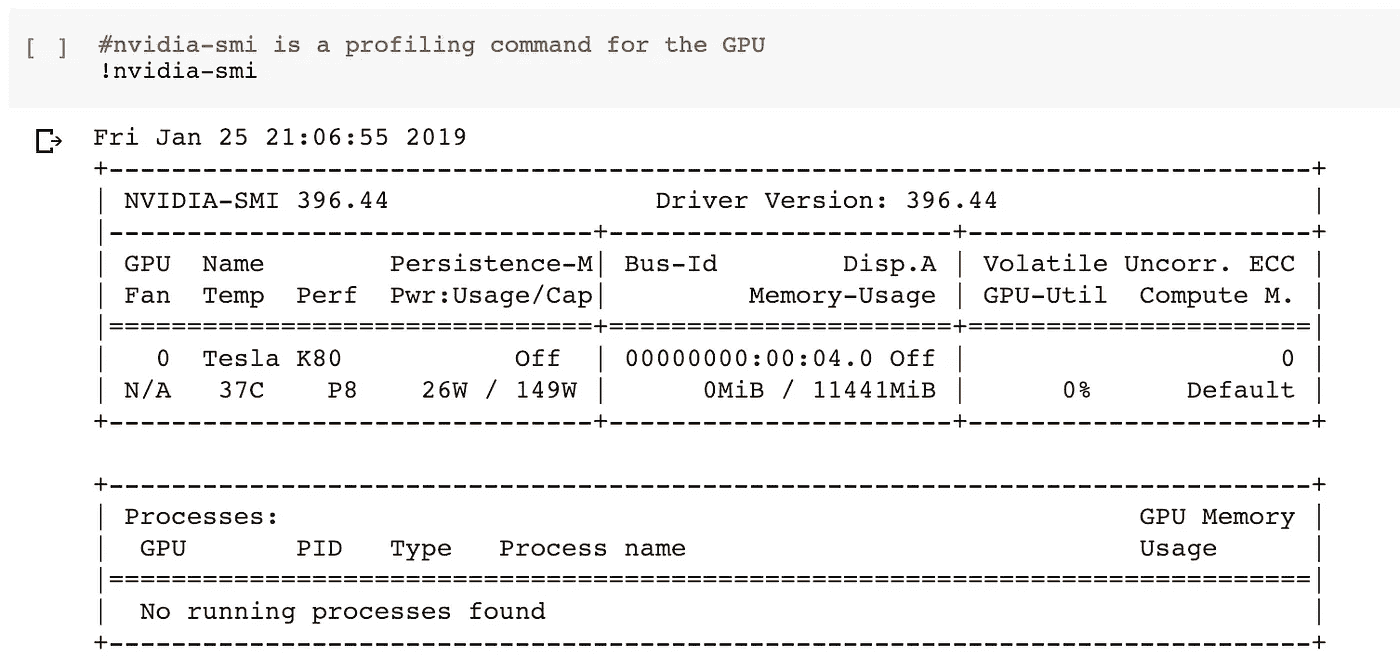 [ ] #nvidia-smi is a profiling command for the GPU
!nvidia-smi
Fri Jan 25 21:06:55 2019
+-----------------------------------------------------------------------------+
| NVIDIA-SMI 396.44                 Driver Version: 396.44                    |
|-------------------------------+----------------------+----------------------+
| GPU  Name        Persistence-M| Bus-Id        Disp.A | Volatile Uncorr. ECC |
| Fan  Temp  Perf  Pwr:Usage/Cap|         Memory-Usage | GPU-Util  Compute M. |
|===============================+======================+======================|
|   0  Tesla K80           Off  | 00000000:00:04.0 Off |                    0 |
| N/A   37C    P8    26W / 149W |      0MiB / 11441MiB |      0%      Default |
+-------------------------------+----------------------+----------------------+
+-----------------------------------------------------------------------------+
| Processes:                                                       GPU Memory |
|  GPU       PID   Type   Process name                             Usage      |
|=============================================================================|
|  No running processes found                                                 |
+-----------------------------------------------------------------------------+